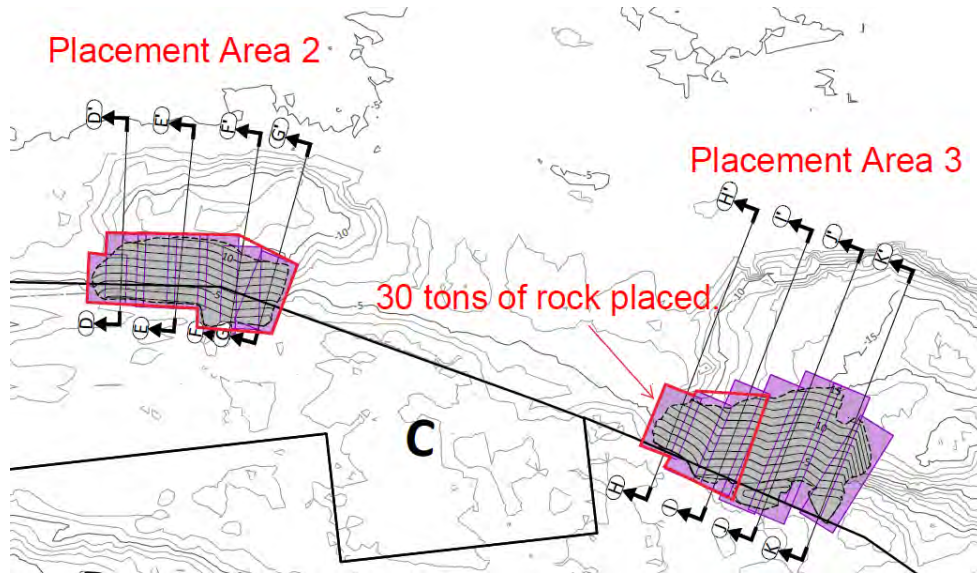 Placement Area 2
D' E' F' G'
-5
-10
10
D E F G
Placement Area 3
H' I' J' K'
-5
-10
-15
30 tons of rock placed.
-5
C
H I J K